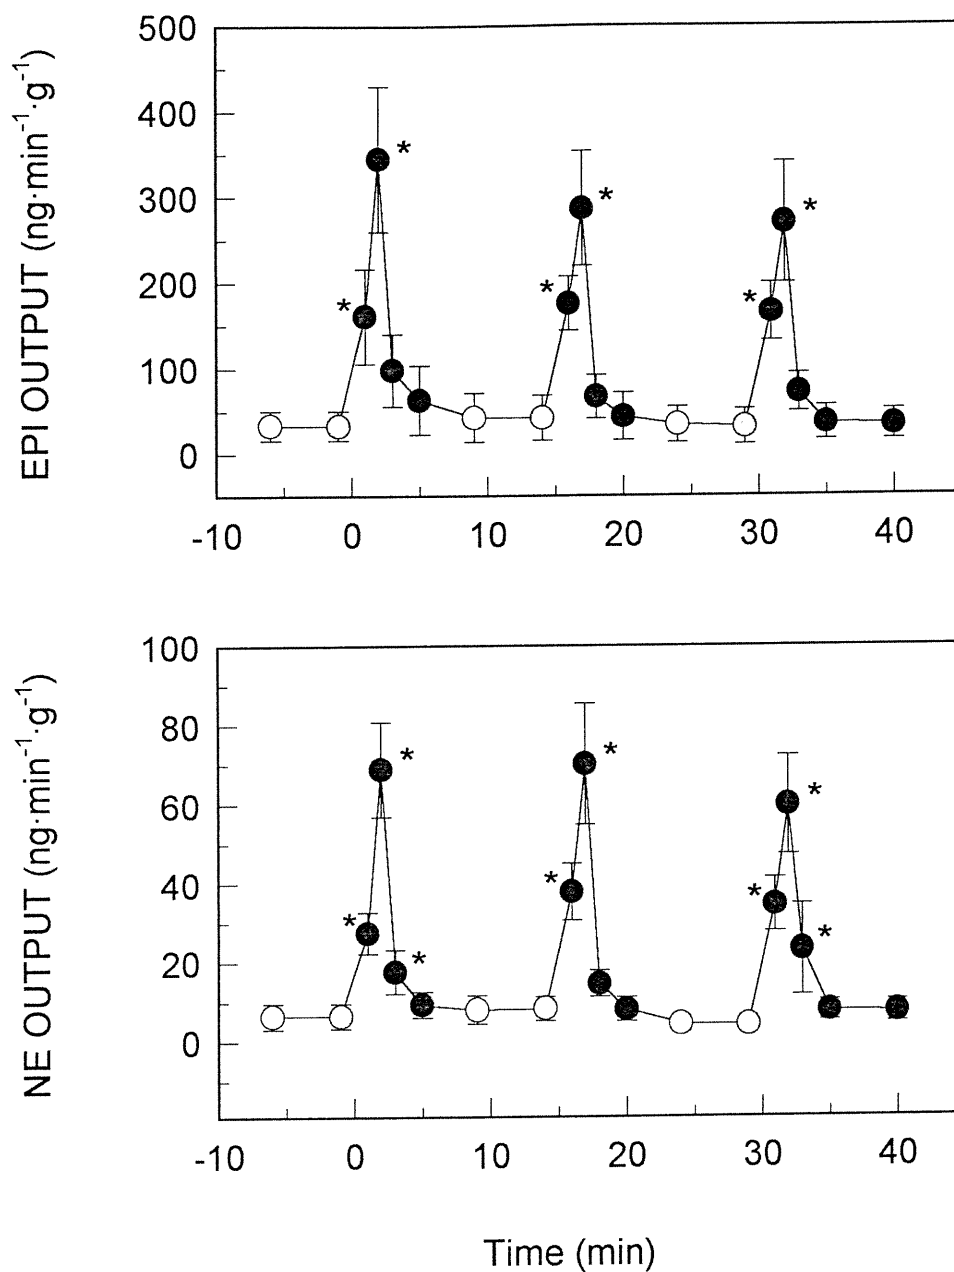 EPI OUTPUT (ng·min⁻¹·g⁻¹)
500
400
300
200
100
0
-10 0 10 20 30 40
* * * * * *
NE OUTPUT (ng·min⁻¹·g⁻¹)
100
80
60
40
20
0
-10 0 10 20 30 40
* * * * * * * *
Time (min)